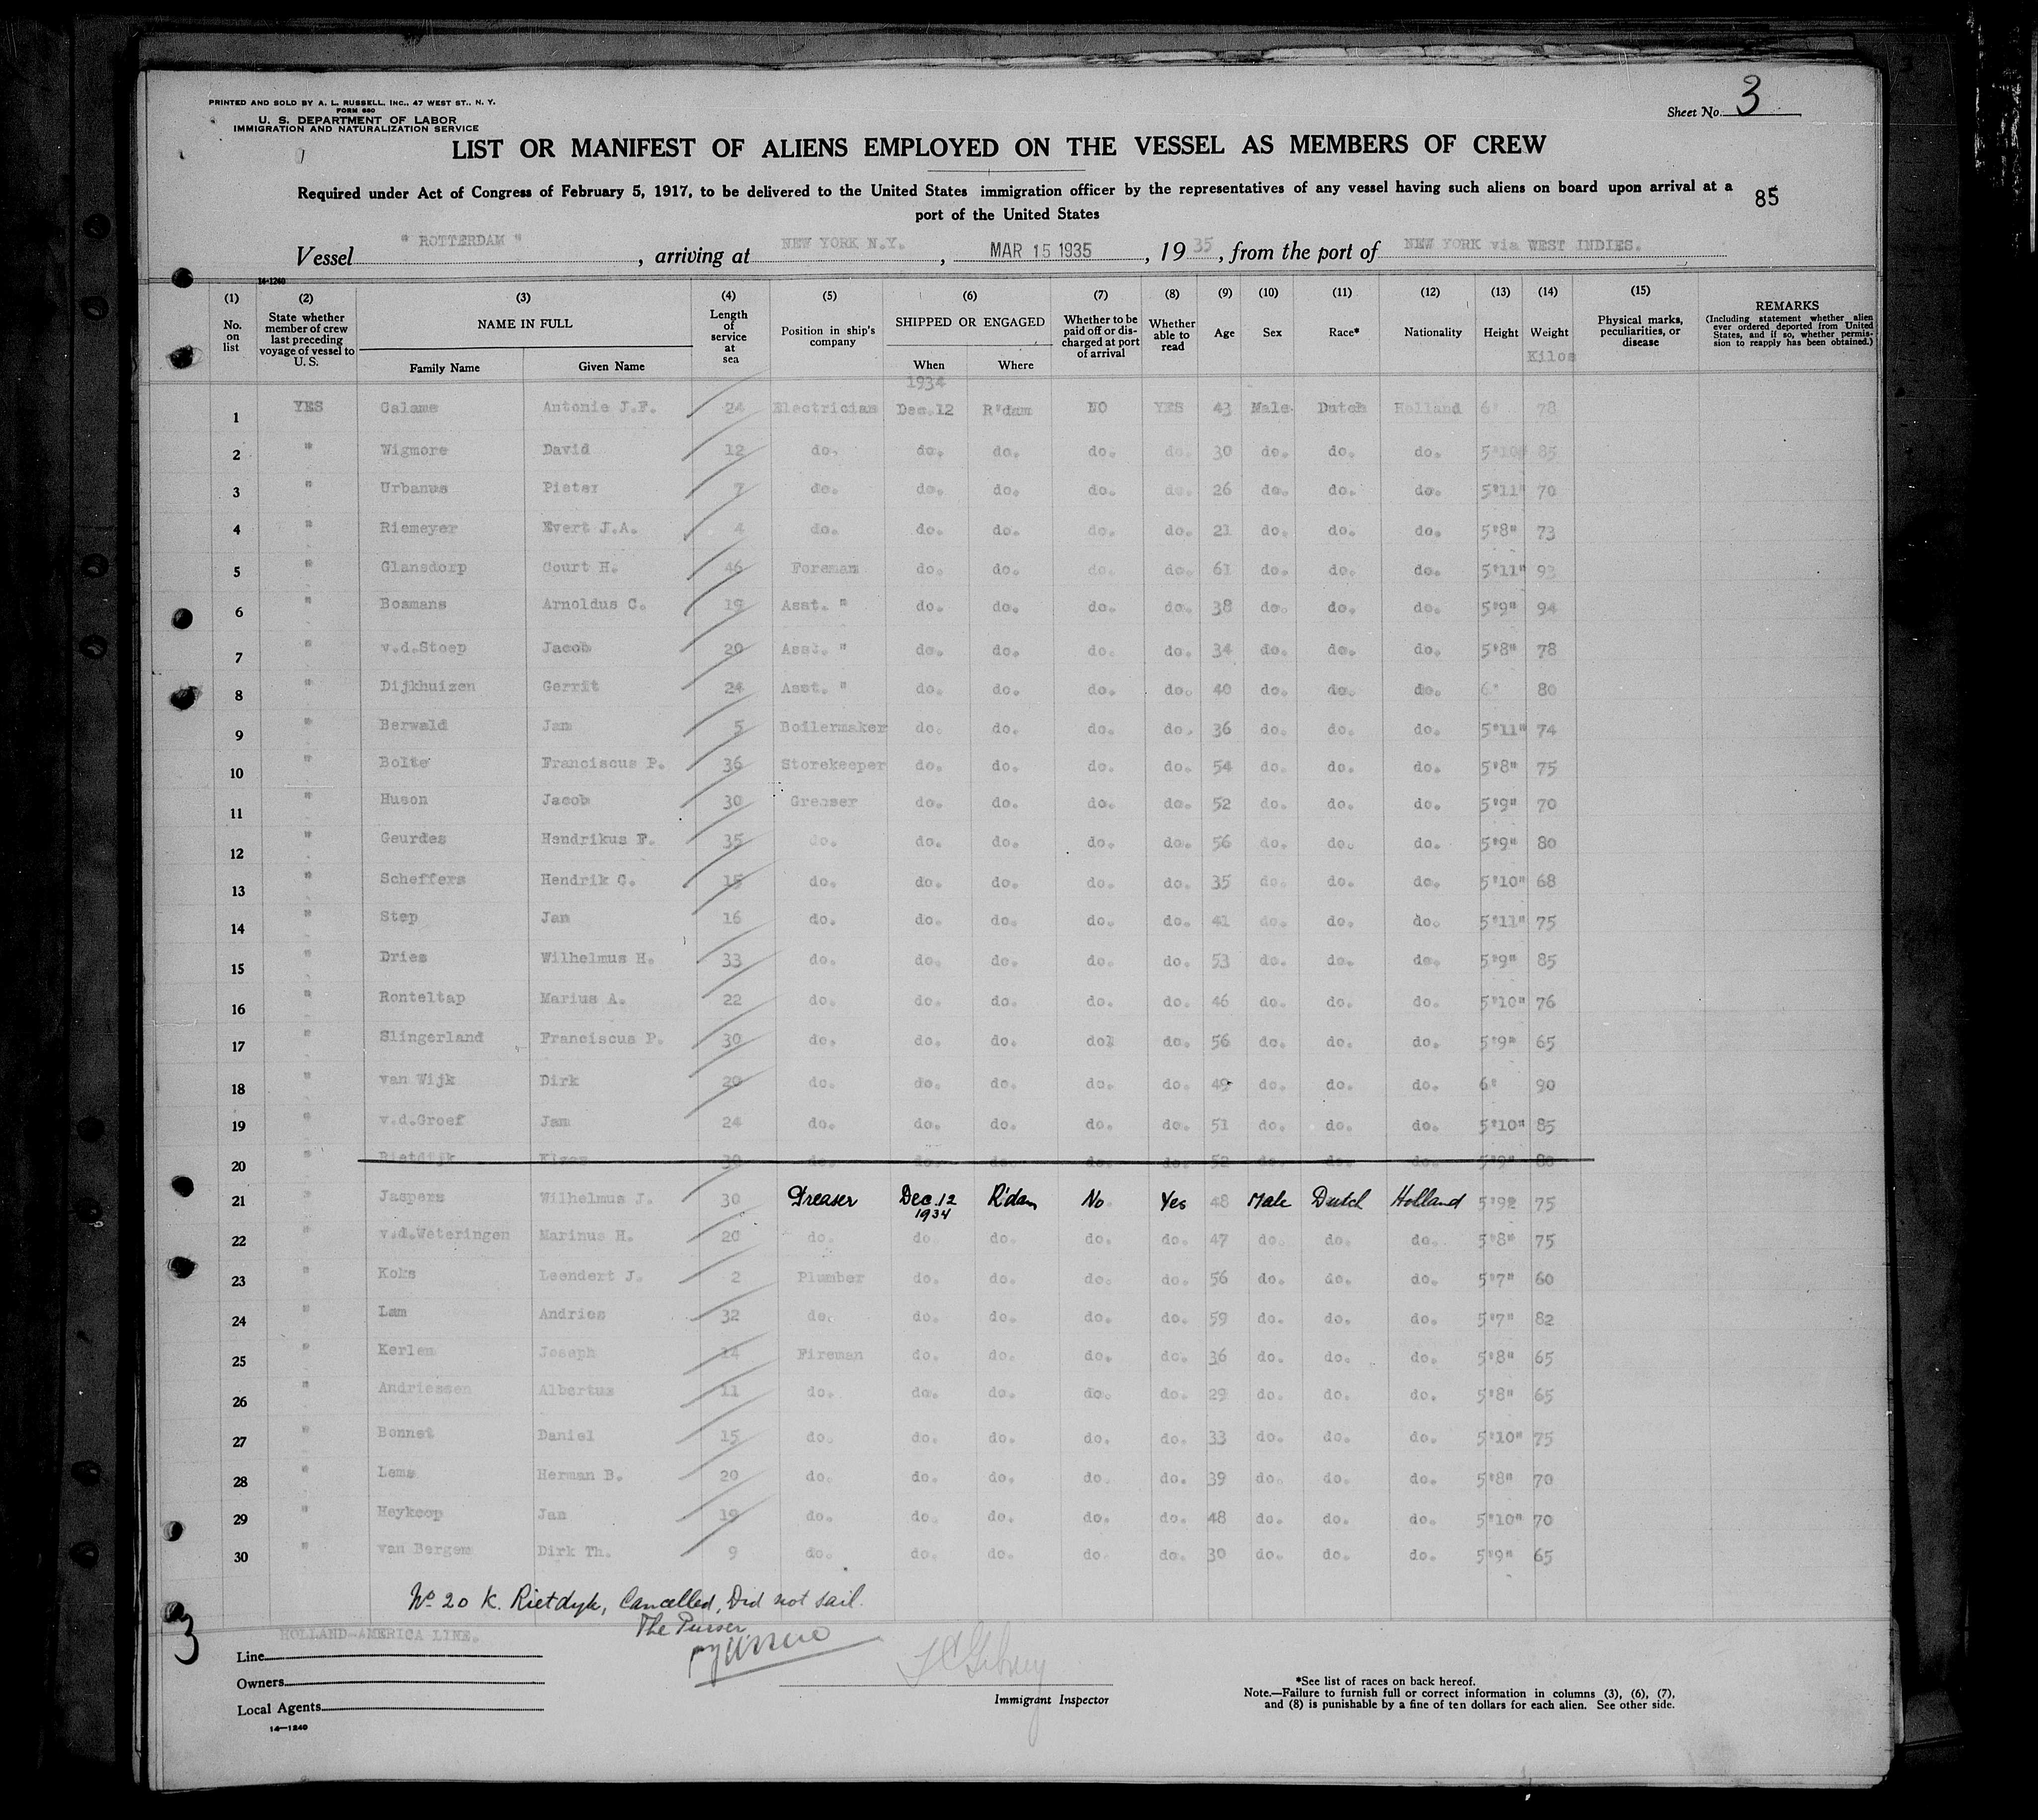 PRINTED AND SOLD BY A. L. RUSSELL, INC., 47 WEST ST., N. Y.
FORM 680
U. S. DEPARTMENT OF LABOR
IMMIGRATION AND NATURALIZATION SERVICE
Sheet No. 3
LIST OR MANIFEST OF ALIENS EMPLOYED ON THE VESSEL AS MEMBERS OF CREW
Required under Act of Congress of February 5, 1917, to be delivered to the United States immigration officer by the representatives of any vessel having such aliens on board upon arrival at a
port of the United States
85
Vessel " ROTTERDAM ", arriving at NEW YORK N.Y., MAR 15 1935, 1935, from the port of NEW YORK via WEST INDIES.
14-1240
(1) No. on list (2) State whether member of crew last preceding voyage of vessel to U. S. (3) NAME IN FULL Family Name Given Name (4) Length of service at sea (5) Position in ship's company (6) SHIPPED OR ENGAGED When Where (7) Whether to be paid off or discharged at port of arrival (8) Whether able to read (9) Age (10) Sex (11) Race* (12) Nationality (13) Height (14) Weight Kilos (15) Physical marks, peculiarities, or disease REMARKS (Including statement whether alien ever ordered deported from United States, and if so, whether permission to reapply has been obtained.)
1934
1 YES Calame Antonie J.F. 24 Electrician Dec.12 R'dam NO YES 43 Male Dutch Holland 6' 78
2 " Wigmore David 12 do. do. do. do. do. 30 do. do. do. 5'10" 85
3 " Urbanus Pieter 7 do. do. do. do. do. 26 do. do. do. 5'11" 70
4 " Riemeyer Evert J.A. 4 do. do. do. do. do. 21 do. do. do. 5'8" 73
5 " Glansdorp Court H. 46 Foreman do. do. do. do. 61 do. do. do. 5'11" 93
6 " Bosmans Arnoldus C. 19 Asst. " do. do. do. do. 38 do. do. do. 5'9" 94
7 " v.d.Stoep Jacob 20 Asst. " do. do. do. do. 34 do. do. do. 5'8" 78
8 " Dijkhuizen Gerrit 24 Asst. " do. do. do. do. 40 do. do. do. 6' 80
9 " Berwald Jan 5 Boilermaker do. do. do. do. 36 do. do. do. 5'11" 74
10 " Bolte Franciscus P. 36 Storekeeper do. do. do. do. 54 do. do. do. 5'8" 75
11 " Huson Jacob 30 Greaser do. do. do. do. 52 do. do. do. 5'9" 70
12 " Geurdes Hendrikus F. 35 do. do. do. do. do. 56 do. do. do. 5'9" 80
13 " Scheffers Hendrik C. 15 do. do. do. do. do. 35 do. do. do. 5'10" 68
14 " Step Jan 16 do. do. do. do. do. 41 do. do. do. 5'11" 75
15 " Dries Wilhelmus H. 33 do. do. do. do. do. 53 do. do. do. 5'9" 85
16 " Ronteltap Marius A. 22 do. do. do. do. do. 46 do. do. do. 5'10" 76
17 " Slingerland Franciscus P. 30 do. do. do. do. do. 56 do. do. do. 5'9" 65
18 " van Wijk Dirk 20 do. do. do. do. do. 49 do. do. do. 6' 90
19 " v.d.Groef Jan 24 do. do. do. do. do. 51 do. do. do. 5'10" 85
20 " Rietdijk 30 do. do. do. do. do. 52 do. do. do. 5'9" 80
21 " Jaspers Wilhelmus J. 30 Greaser Dec.12 1934 R'dam No Yes 48 Male Dutch Holland 5'9" 75
22 " v.d.Weteringen Marinus H. 20 do. do. do. do. do. 47 do. do. do. 5'8" 75
23 " Koks Leendert J. 2 Plumber do. do. do. do. 56 do. do. do. 5'7" 60
24 " Lam Andries 32 do. do. do. do. do. 59 do. do. do. 5'7" 82
25 " Kerlen Joseph 14 Fireman do. do. do. do. 36 do. do. do. 5'8" 65
26 " Andriessen Albertus 11 do. do. do. do. do. 29 do. do. do. 5'8" 65
27 " Bonnet Daniel 15 do. do. do. do. do. 33 do. do. do. 5'10" 75
28 " Lems Herman B. 20 do. do. do. do. do. 39 do. do. do. 5'8" 70
29 " Heykoop Jan 19 do. do. do. do. do. 48 do. do. do. 5'10" 70
30 " van Bergem Dirk Th. 9 do. do. do. do. do. 30 do. do. do. 5'9" 65
No 20 K. Rietdyk, Cancelled, Did not sail.
The Purser
3
Line HOLLAND-AMERICA LINE.
Owners
Local Agents
14-1240
Immigrant Inspector
*See list of races on back hereof.
Note.—Failure to furnish full or correct information in columns (3), (6), (7),
and (8) is punishable by a fine of ten dollars for each alien. See other side.